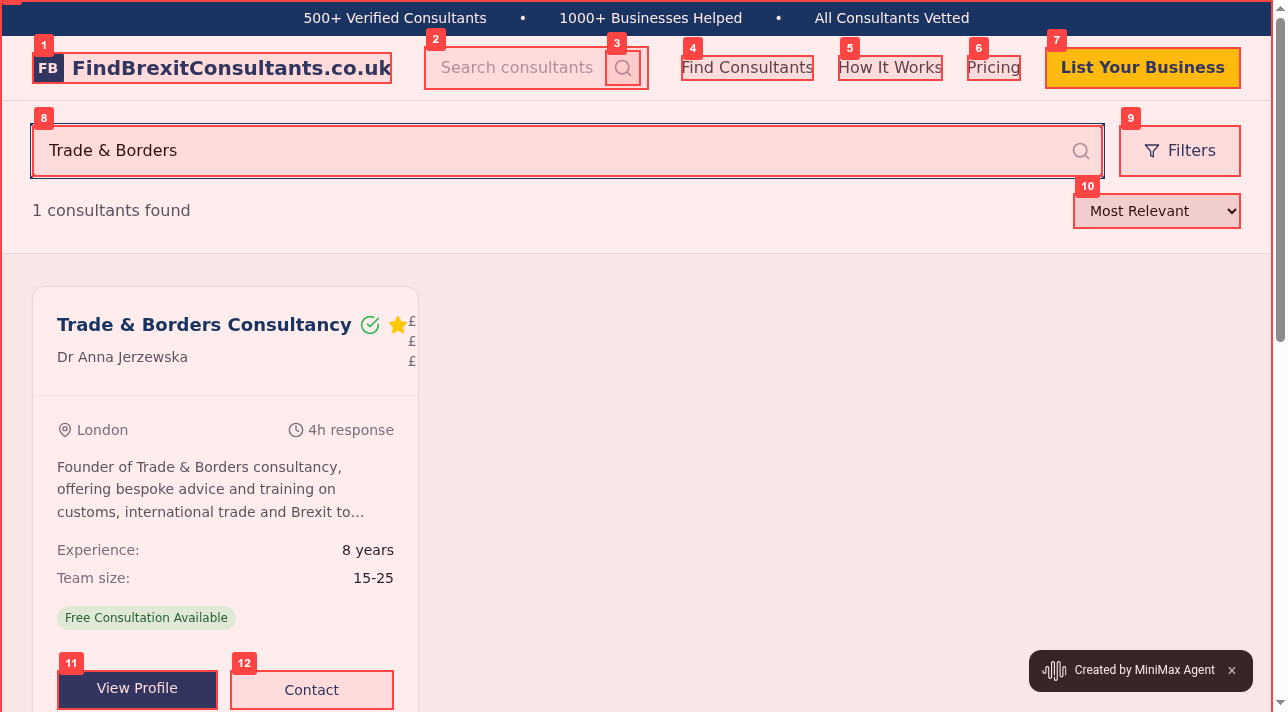 500+ Verified Consultants • 1000+ Businesses Helped • All Consultants Vetted
1 2 3 4 5 6 7
FB FindBrexitConsultants.co.uk Search consultants Find Consultants How It Works Pricing List Your Business
8 9
Trade & Borders Filters
10
1 consultants found Most Relevant
Trade & Borders Consultancy £
£
£
Dr Anna Jerzewska
London 4h response
Founder of Trade & Borders consultancy,
offering bespoke advice and training on
customs, international trade and Brexit to…
Experience: 8 years
Team size: 15-25
Free Consultation Available
11 12
View Profile Contact
Created by MiniMax Agent ×